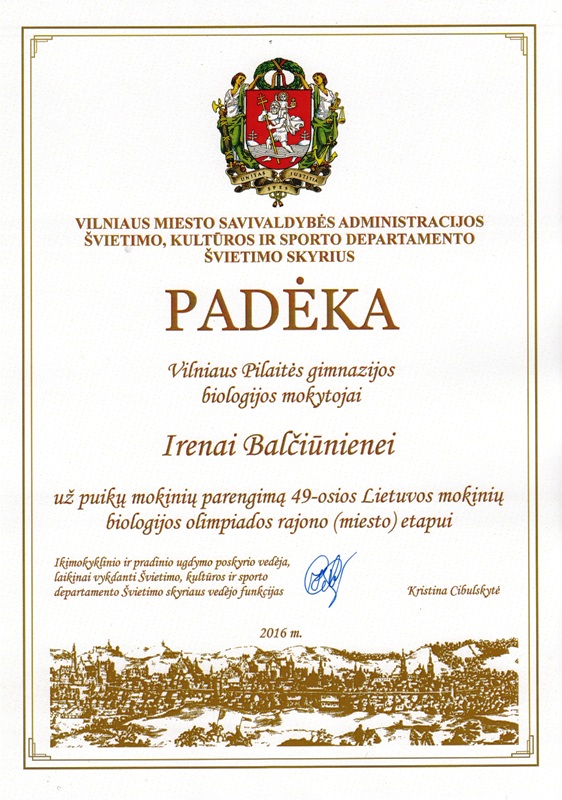 UNITAS JUSTITIA
SPES
VILNIAUS MIESTO SAVIVALDYBĖS ADMINISTRACIJOS
ŠVIETIMO, KULTŪROS IR SPORTO DEPARTAMENTO
ŠVIETIMO SKYRIUS
PADĖKA
Vilniaus Pilaitės gimnazijos
biologijos mokytojai
Irenai Balčiūnienei
už puikų mokinių parengimą 49-osios Lietuvos mokinių
biologijos olimpiados rajono (miesto) etapui
Ikimokyklinio ir pradinio ugdymo poskyrio vedėja,
laikinai vykdanti Švietimo, kultūros ir sporto
departamento Švietimo skyriaus vedėjo funkcijas
Kristina Cibulskytė
2016 m.